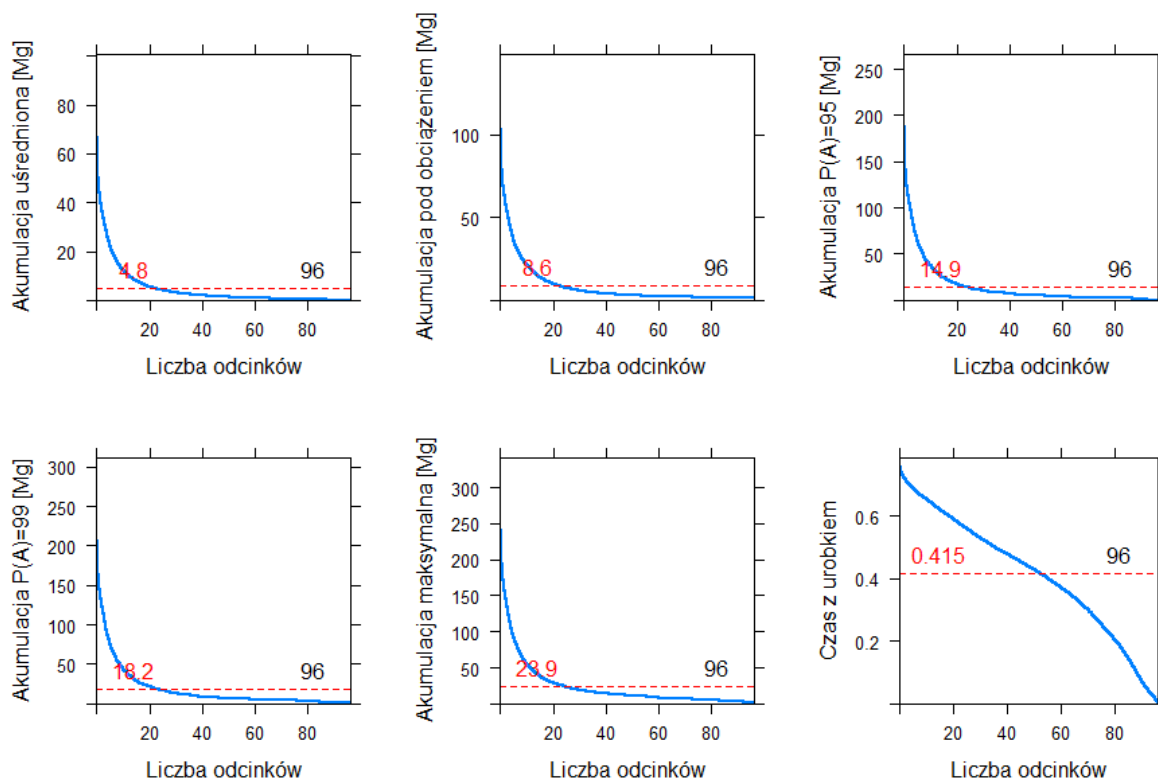 Akumulacja uśredniona [Mg]
80
60
40
20
4.8
96
20 40 60 80
Liczba odcinków
Akumulacja pod obciążeniem [Mg]
100
50
8.6
96
20 40 60 80
Liczba odcinków
Akumulacja P(A)=95 [Mg]
250
200
150
100
50
14.9
96
20 40 60 80
Liczba odcinków
Akumulacja P(A)=99 [Mg]
300
250
200
150
100
50
18.2
96
20 40 60 80
Liczba odcinków
Akumulacja maksymalna [Mg]
300
250
200
150
100
50
23.9
96
20 40 60 80
Liczba odcinków
Czas z urobkiem
0.6
0.4
0.2
0.415
96
20 40 60 80
Liczba odcinków